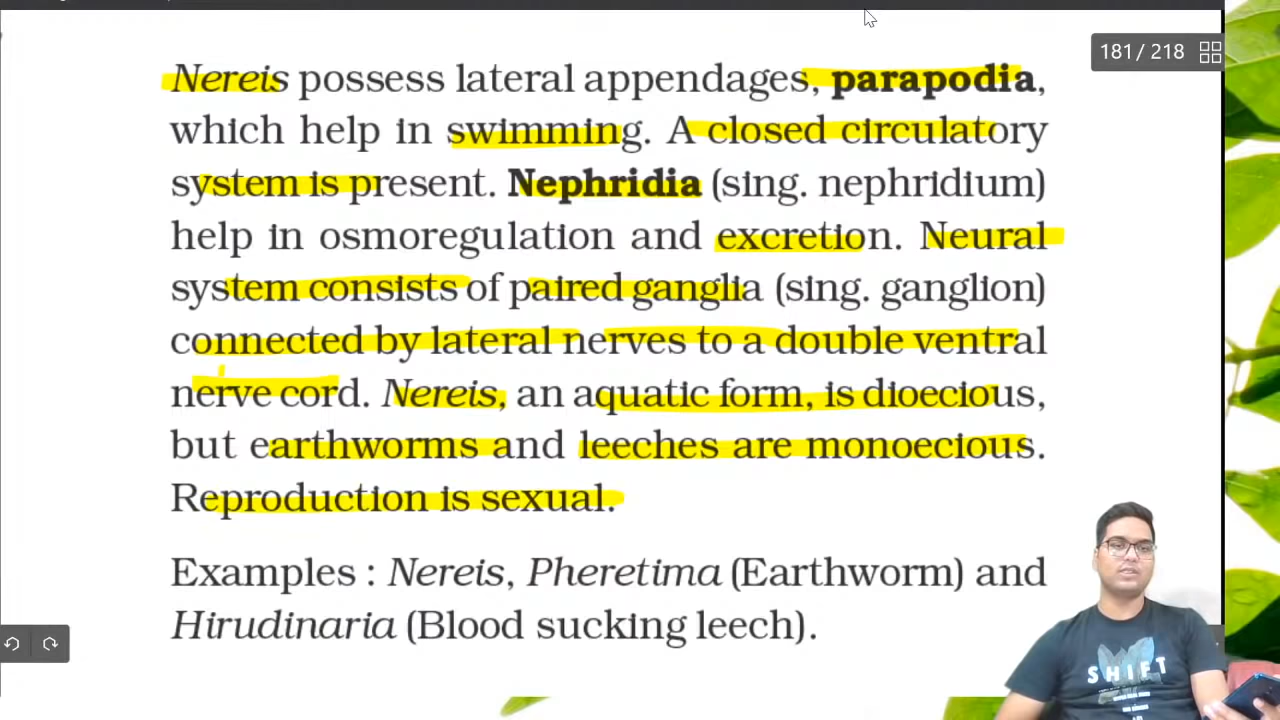 181 / 218
Nereis possess lateral appendages, parapodia,
which help in swimming. A closed circulatory
system is present. Nephridia (sing. nephridium)
help in osmoregulation and excretion. Neural
system consists of paired ganglia (sing. ganglion)
connected by lateral nerves to a double ventral
nerve cord. Nereis, an aquatic form, is dioecious,
but earthworms and leeches are monoecious.
Reproduction is sexual.
Examples : Nereis, Pheretima (Earthworm) and
Hirudinaria (Blood sucking leech).
SHIFT